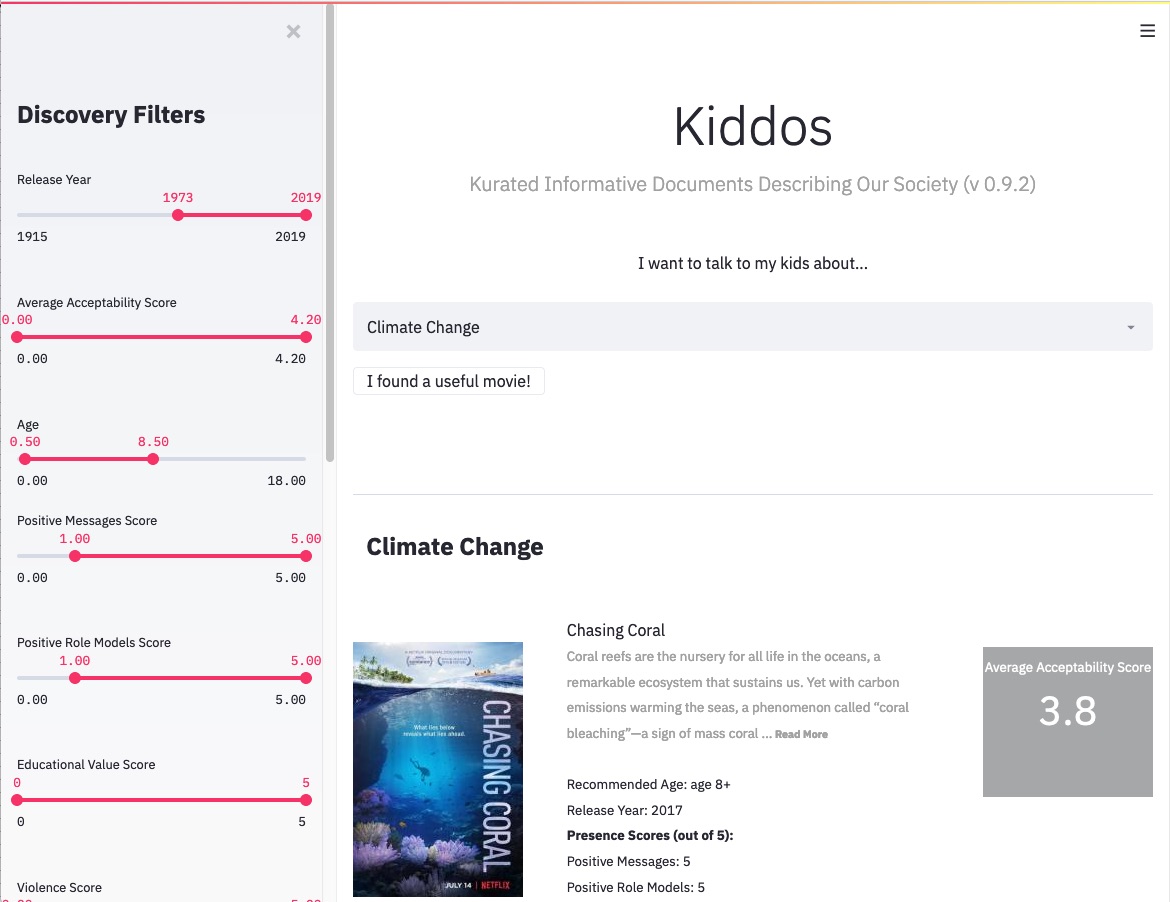 ×
Discovery Filters
Release Year
1973 2019
1915 2019
Average Acceptability Score
0.00 4.20
0.00 4.20
Age
0.50 8.50
0.00 18.00
Positive Messages Score
1.00 5.00
0.00 5.00
Positive Role Models Score
1.00 5.00
0.00 5.00
Educational Value Score
0 5
0 5
Violence Score
Kiddos
Kurated Informative Documents Describing Our Society (v 0.9.2)
I want to talk to my kids about...
Climate Change
I found a useful movie!
Climate Change
What lies below
reveals what lies ahead.
CHASING CORAL
JULY 14 | NETFLIX
Chasing Coral
Coral reefs are the nursery for all life in the oceans, a
remarkable ecosystem that sustains us. Yet with carbon
emissions warming the seas, a phenomenon called “coral
bleaching”—a sign of mass coral ... Read More
Recommended Age: age 8+
Release Year: 2017
Presence Scores (out of 5):
Positive Messages: 5
Positive Role Models: 5
Average Acceptability Score
3.8